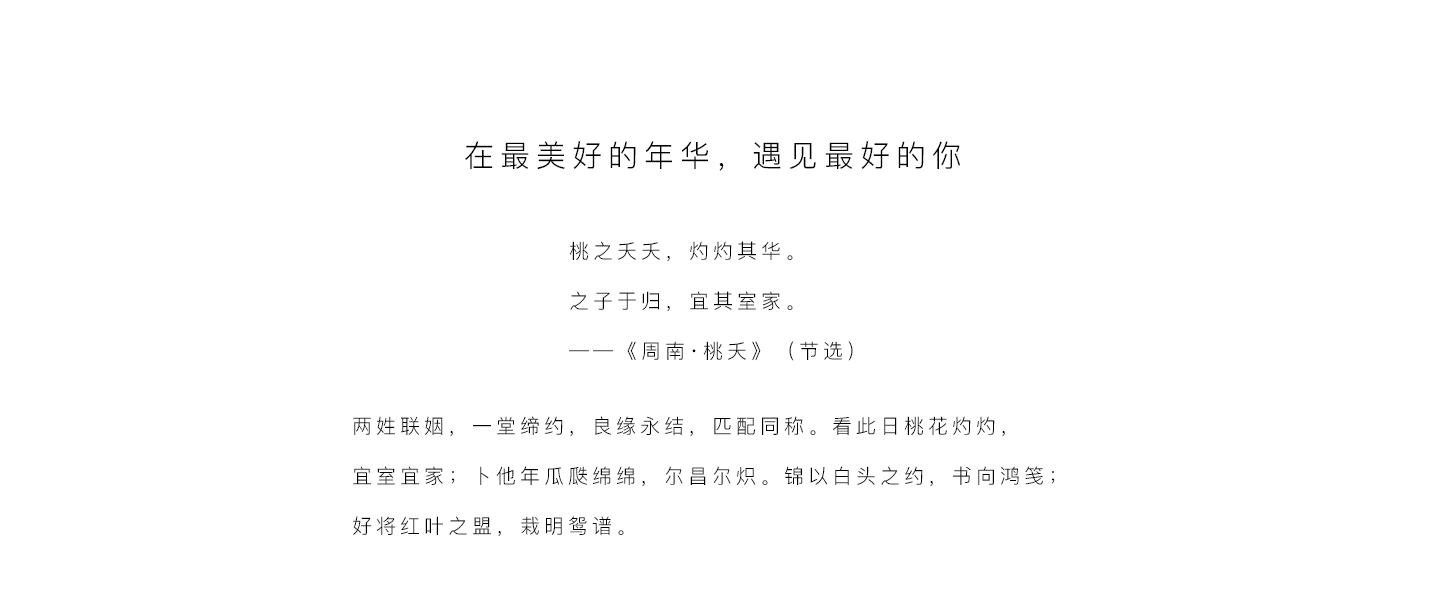 在最美好的年华，遇见最好的你
桃之夭夭，灼灼其华。
之子于归，宜其室家。
——《周南·桃夭》（节选）
两姓联姻，一堂缔约，良缘永结，匹配同称。看此日桃花灼灼，
宜室宜家；卜他年瓜瓞绵绵，尔昌尔炽。锦以白头之约，书向鸿笺；
好将红叶之盟，栽明鸳谱。